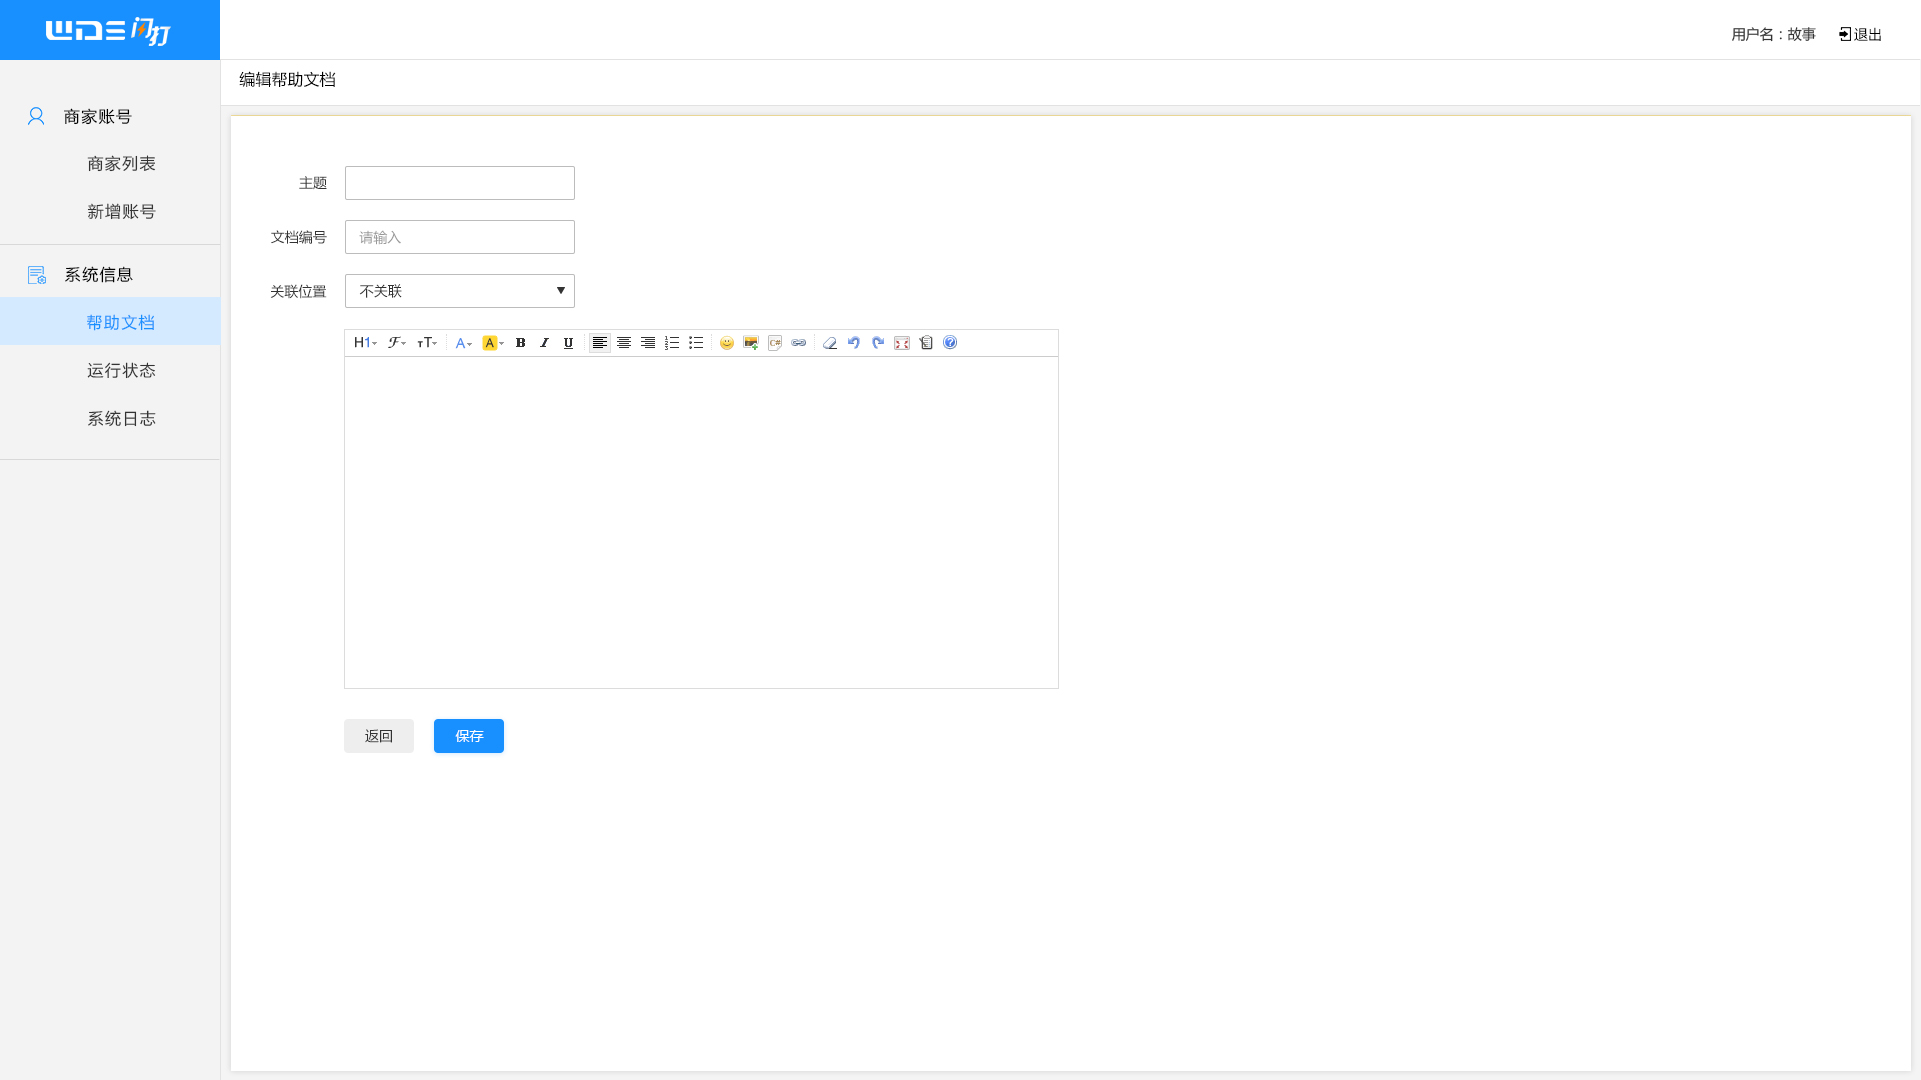 WDS闪打
用户名：故事 退出
编辑帮助文档
商家账号
商家列表
新增账号
系统信息
帮助文档
运行状态
系统日志
主题
文档编号 请输入
关联位置 不关联
H1 F TT A A B I U C# ?
返回 保存